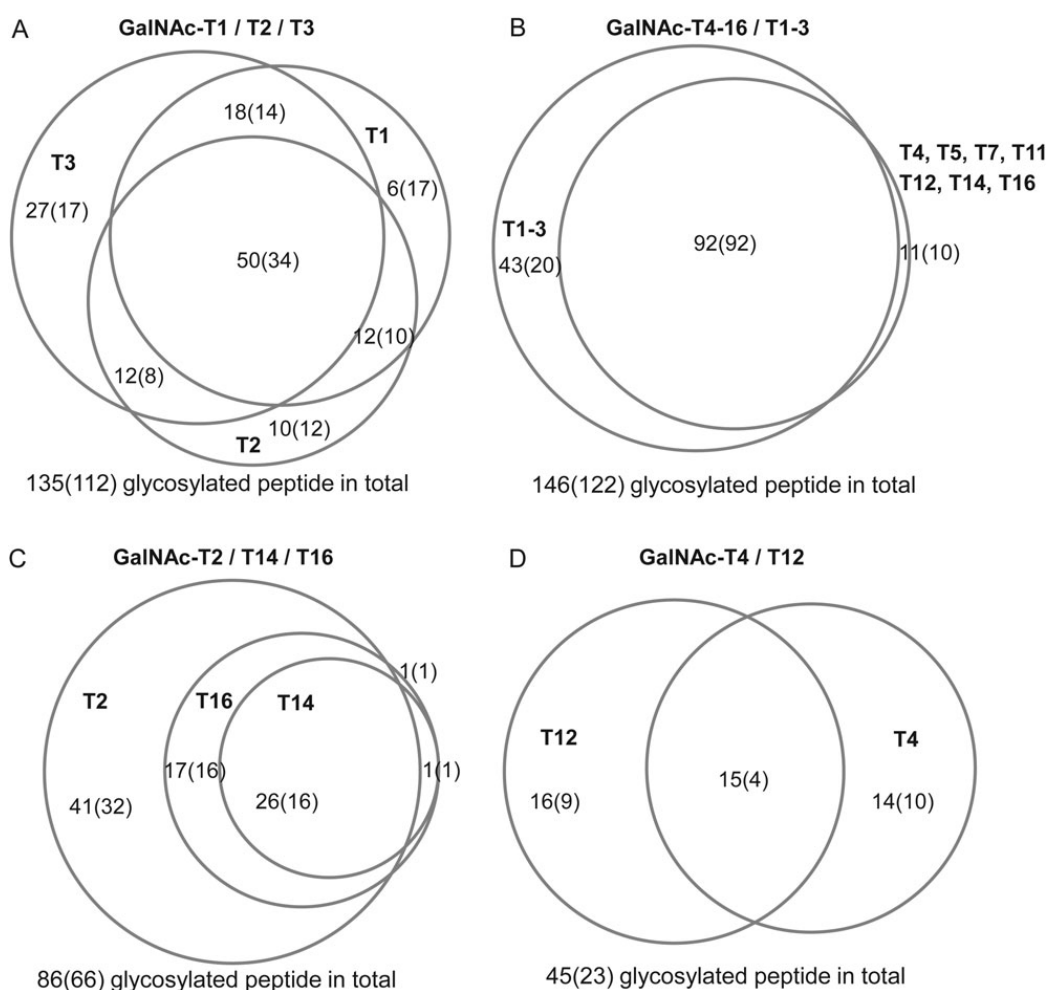 A
GalNAc-T1 / T2 / T3
18(14)
T1
T3
6(17)
27(17)
50(34)
12(10)
12(8)
10(12)
T2
135(112) glycosylated peptide in total
B
GalNAc-T4-16 / T1-3
T4, T5, T7, T11
T12, T14, T16
T1-3
92(92)
43(20)
11(10)
146(122) glycosylated peptide in total
C
GalNAc-T2 / T14 / T16
1(1)
T2
T16
T14
17(16)
1(1)
41(32)
26(16)
86(66) glycosylated peptide in total
D
GalNAc-T4 / T12
T12
T4
15(4)
16(9)
14(10)
45(23) glycosylated peptide in total